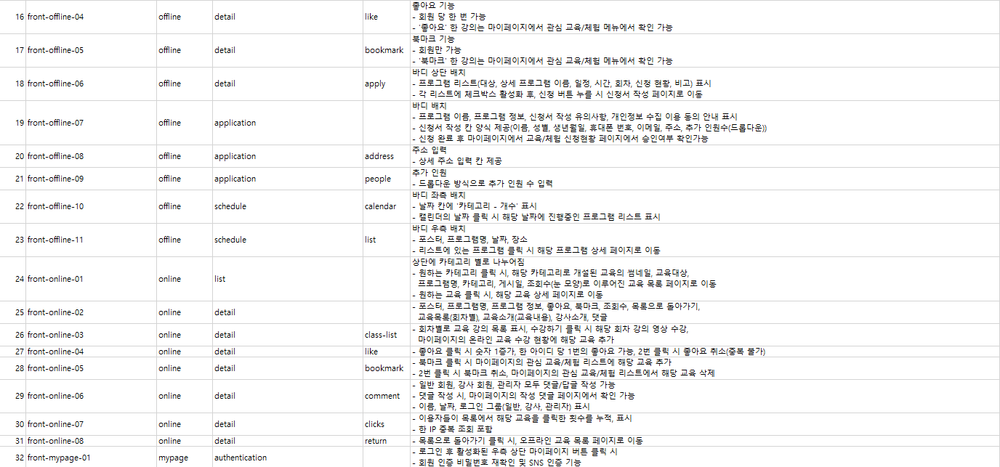 16 front-offline-04 offline detail like 좋아요 기능
- 회원 당 한 번 가능
- '좋아요' 한 강의는 마이페이지에서 관심 교육/체험 메뉴에서 확인 가능
17 front-offline-05 offline detail bookmark 북마크 기능
- 회원만 가능
- '북마크' 한 강의는 마이페이지에서 관심 교육/체험 메뉴에서 확인 가능
18 front-offline-06 offline detail apply 바디 상단 배치
- 프로그램 리스트(대상, 상세 프로그램 이름, 일정, 시간, 회차, 신청 현황, 비고) 표시
- 각 리스트에 체크박스 활성화 후, 신청 버튼 누를 시 신청서 작성 페이지로 이동
19 front-offline-07 offline application 바디 배치
- 프로그램 이름, 프로그램 정보, 신청서 작성 유의사항, 개인정보 수집 이용 동의 안내 표시
- 신청서 작성 칸 양식 제공(이름, 성별, 생년월일, 휴대폰 번호, 이메일, 주소, 추가 인원수(드롭다운))
- 신청 완료 후 마이페이지에서 교육/체험 신청현황 페이지에서 승인여부 확인가능
20 front-offline-08 offline application address 주소 입력
- 상세 주소 입력 칸 제공
21 front-offline-09 offline application people 추가 인원
- 드롭다운 방식으로 추가 인원 수 입력
22 front-offline-10 offline schedule calendar 바디 좌측 배치
- 날짜 칸에 '카테고리 - 개수' 표시
- 캘린더의 날짜 클릭 시 해당 날짜에 진행중인 프로그램 리스트 표시
23 front-offline-11 offline schedule list 바디 우측 배치
- 포스터, 프로그램명, 날짜, 장소
- 리스트에 있는 프로그램 클릭 시 해당 프로그램 상세 페이지로 이동
24 front-online-01 online list 상단에 카테고리 별로 나누어짐
- 원하는 카테고리 클릭 시, 해당 카테고리로 개설된 교육의 썸네일, 교육대상,
프로그램명, 카테고리, 게시일, 조회수(눈 모양)로 이루어진 교육 목록 페이지로 이동
- 원하는 교육 클릭 시, 해당 교육 상세 페이지로 이동
25 front-online-02 online detail - 포스터, 프로그램명, 프로그램 정보, 좋아요, 북마크, 조회수, 목록으로 돌아가기,
교육목록(회차별), 교육소개(교육내용), 강사소개, 댓글
26 front-online-03 online detail class-list - 회차별로 교육 강의 목록 표시, 수강하기 클릭 시 해당 회차 강의 영상 수강,
마이페이지의 온라인 교육 수강 현황에 해당 교육 추가
27 front-online-04 online detail like - 좋아요 클릭 시 숫자 1증가, 한 아이디 당 1번의 좋아요 가능, 2번 클릭 시 좋아요 취소(중복 불가)
28 front-online-05 online detail bookmark - 북마크 클릭 시 마이페이지의 관심 교육/체험 리스트에 해당 교육 추가
- 2번 클릭 시 북마크 취소, 마이페이지의 관심 교육/체험 리스트에서 해당 교육 삭제
29 front-online-06 online detail comment - 일반 회원, 강사 회원, 관리자 모두 댓글/답글 작성 가능
- 댓글 작성 시, 마이페이지의 작성 댓글 페이지에서 확인 가능
- 이름, 날짜, 로그인 그룹(일반, 강사, 관리자) 표시
30 front-online-07 online detail clicks - 이용자들이 목록에서 해당 교육을 클릭한 횟수를 누적, 표시
- 한 IP 중복 조회 포함
31 front-online-08 online detail return - 목록으로 돌아가기 클릭 시, 오프라인 교육 목록 페이지로 이동
32 front-mypage-01 mypage authentication - 로그인 후 활성화된 우측 상단 마이페이지 버튼 클릭 시
- 회원 인증 비밀번호 재확인 및 SNS 인증 기능